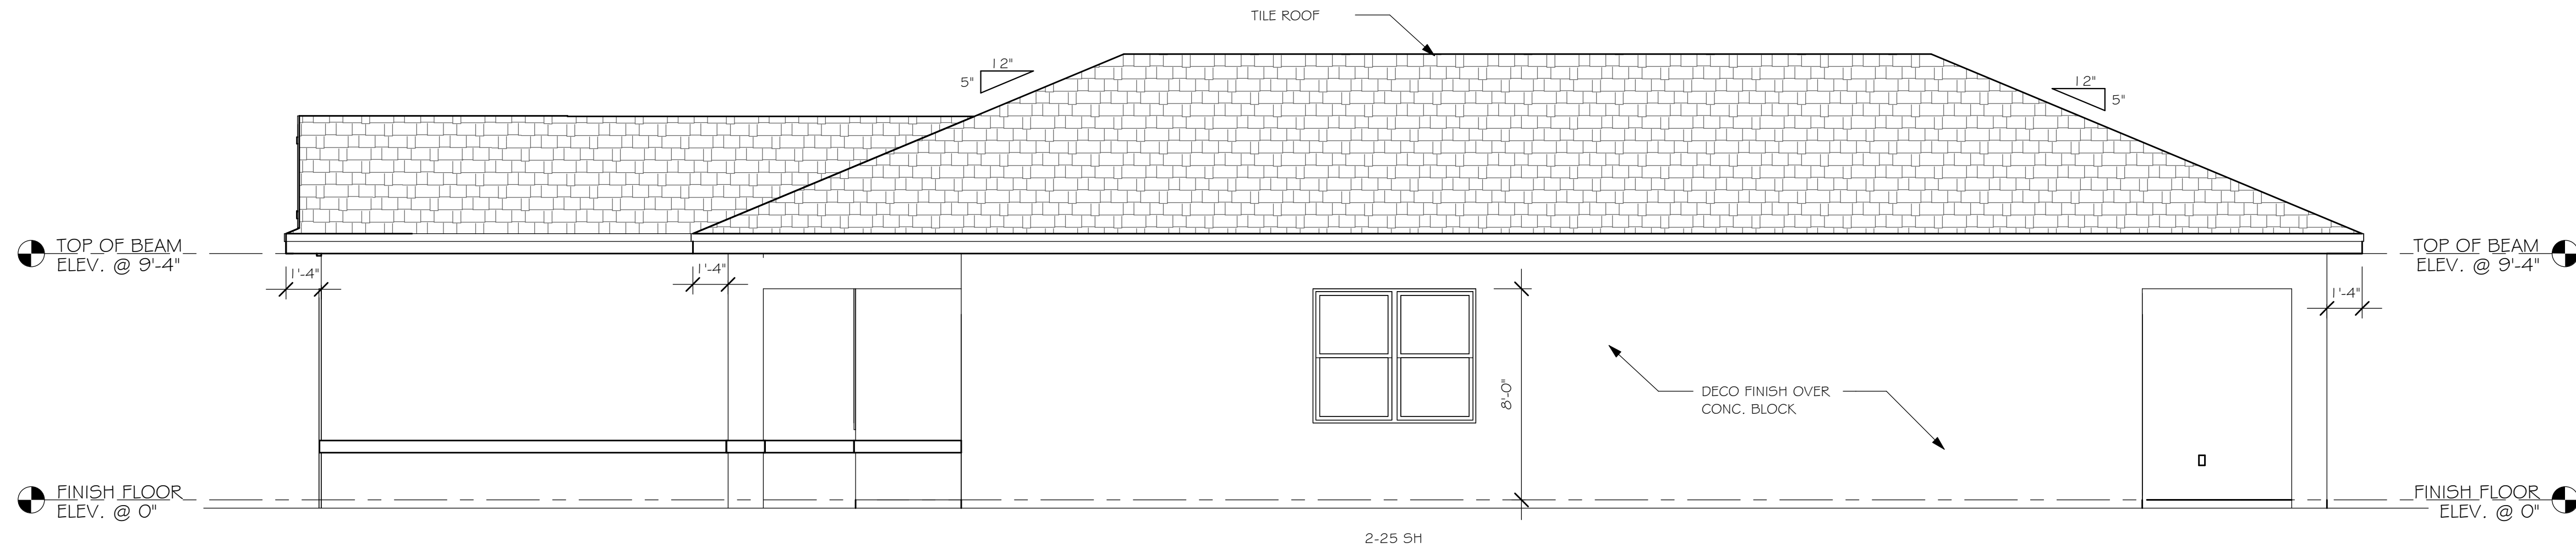 TILE ROOF
12"
5"
12"
5"
TOP OF BEAM
ELEV. @ 9'-4"
TOP OF BEAM
ELEV. @ 9'-4"
1'-4"
1'-4"
1'-4"
8'-0"
DECO FINISH OVER
CONC. BLOCK
FINISH FLOOR
ELEV. @ 0"
FINISH FLOOR
ELEV. @ 0"
2-25 SH